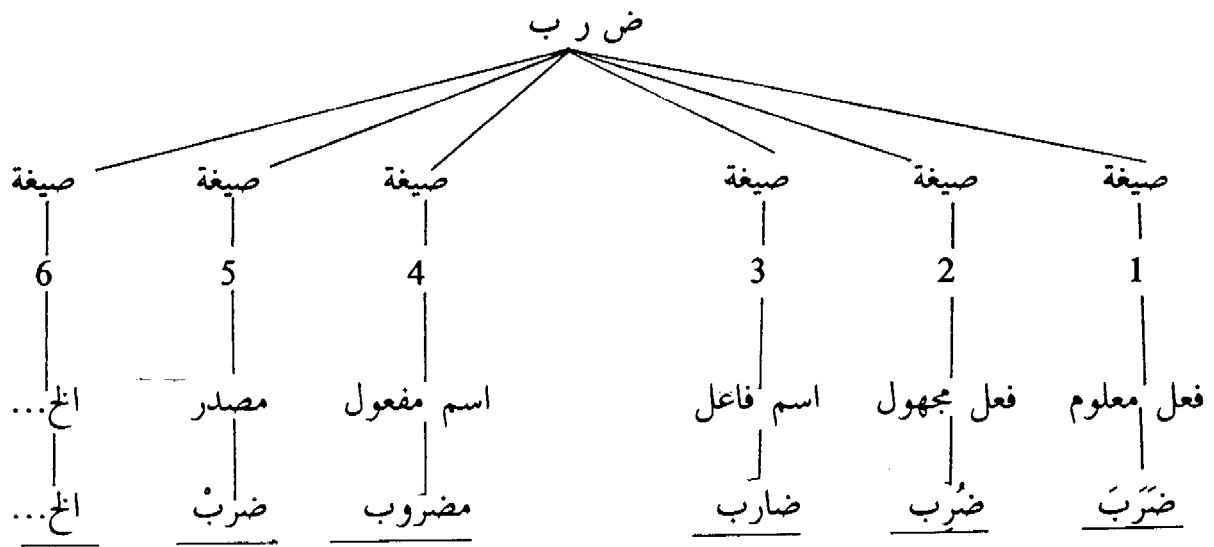 ض ر ب
صيغة صيغة صيغة صيغة صيغة صيغة
1 2 3 4 5 6
فعل معلوم فعل مجهول اسم فاعل اسم مفعول مصدر الخ...
ضَرَبَ ضُرِب ضارب مضروب ضربْ الخ...